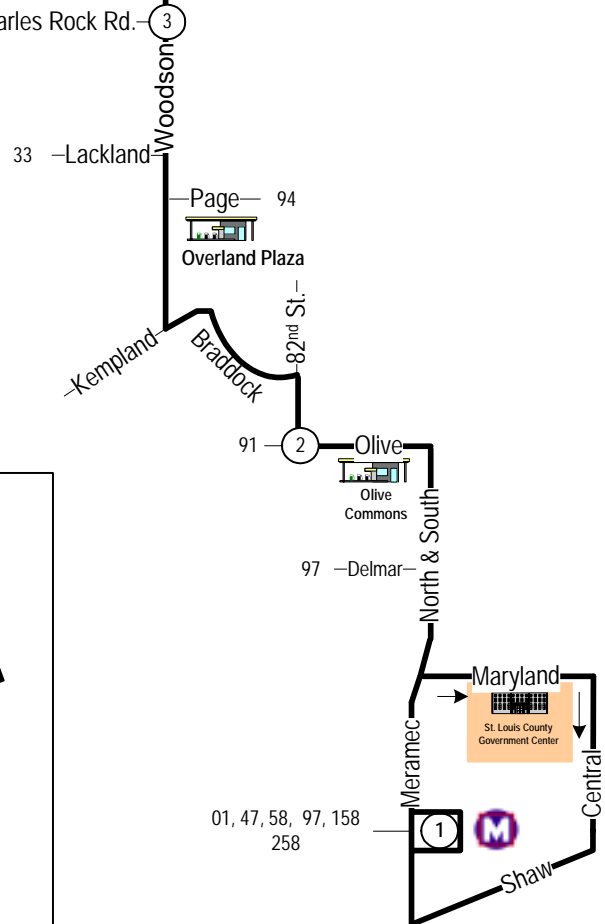 arles Rock Rd.
3
Woodson
33
Lackland
Page
94
Overland Plaza
82nd St.
Kempland
Braddock
91
2
Olive
Olive
Commons
North & South
97
Delmar
Maryland
St. Louis County
Government Center
Meramec
Central
01, 47, 58, 97, 158
258
1
M
Shaw